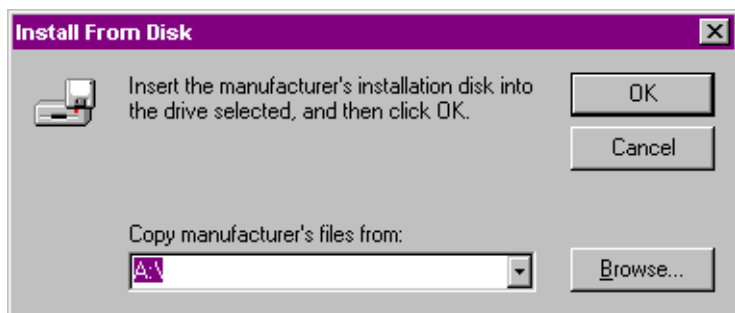 Install From Disk
Insert the manufacturer's installation disk into
the drive selected, and then click OK.
OK
Cancel
Copy manufacturer's files from:
A:\
Browse...